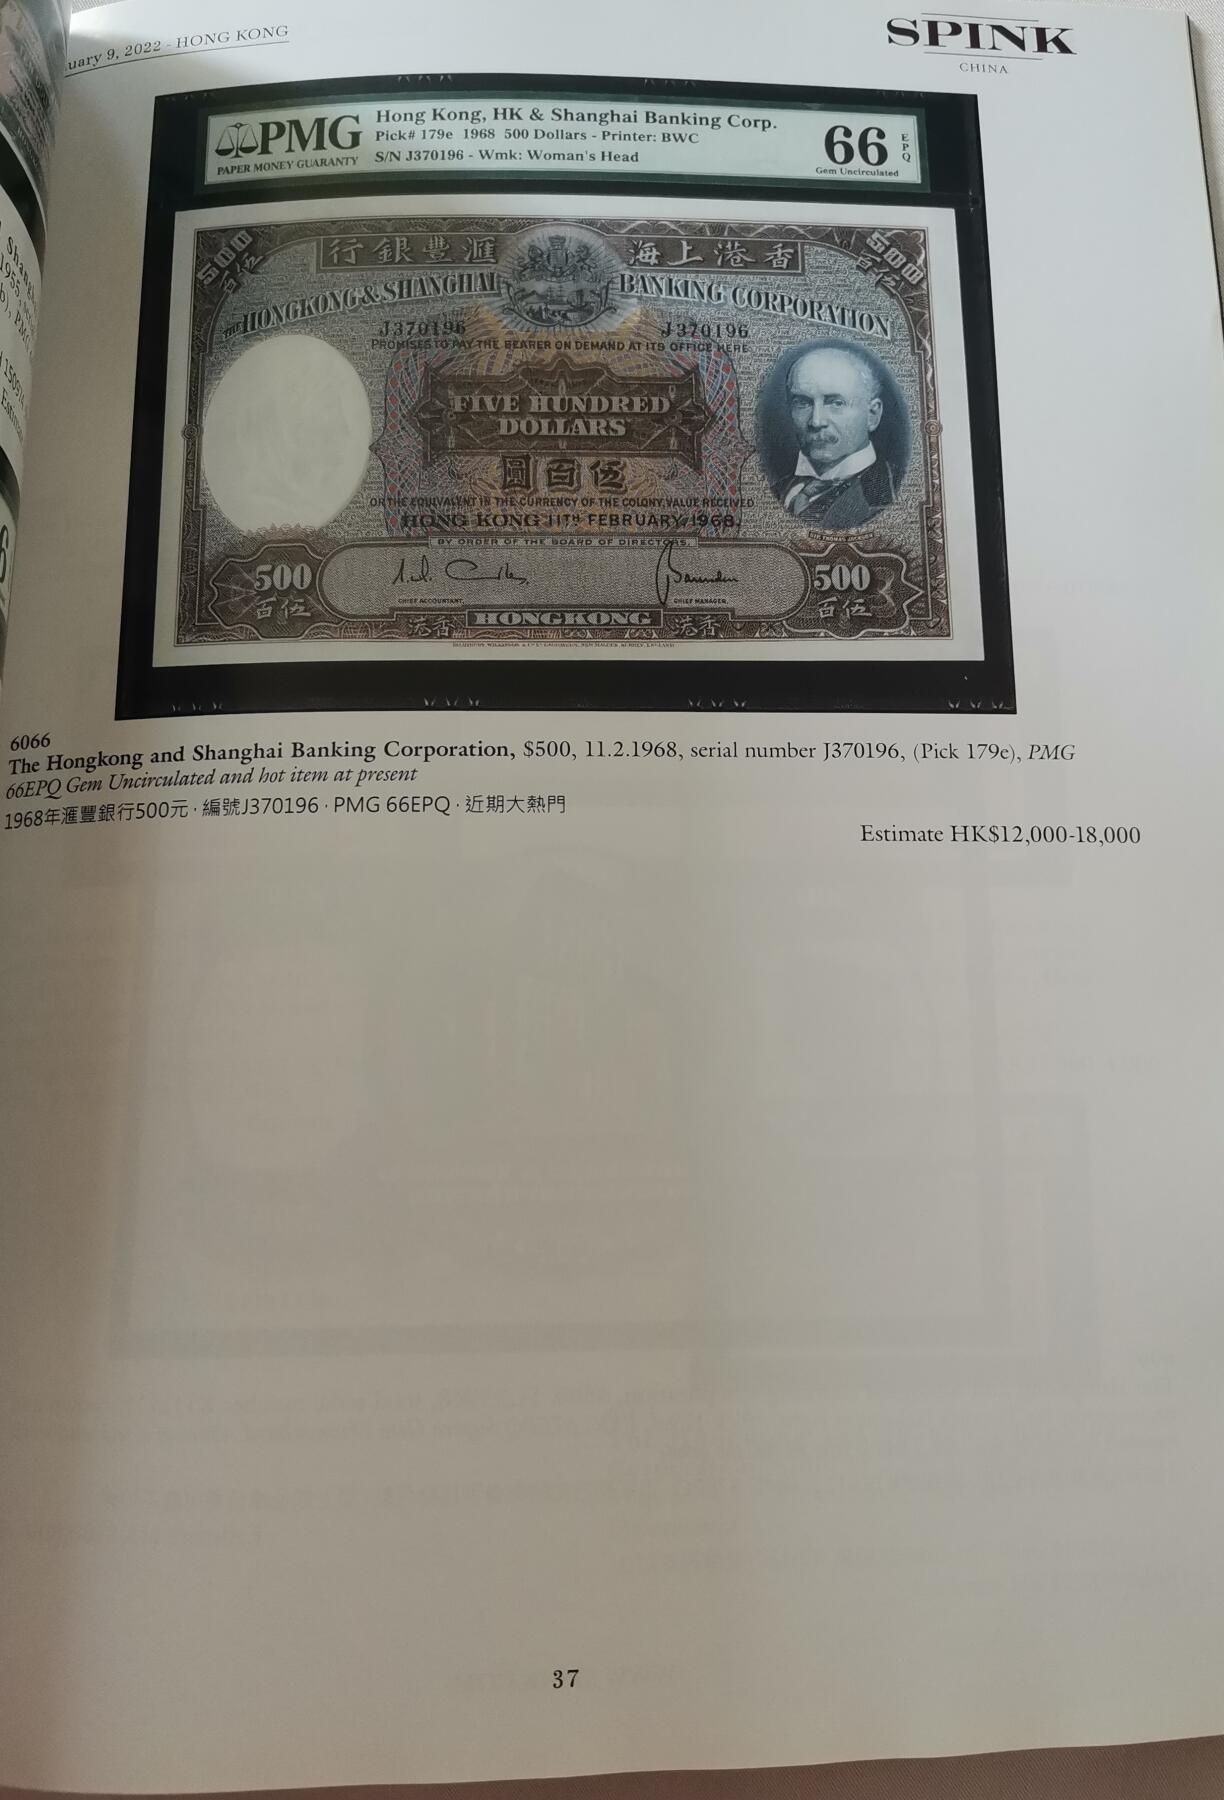 uary 9, 2022 - HONG KONG
SPINK
CHINA
PMG
PAPER MONEY GUARANTY
Hong Kong, HK & Shanghai Banking Corp.
Pick# 179e 1968 500 Dollars - Printer: BWC
S/N J370196 - Wmk: Woman's Head
66
EPQ
Gem Uncirculated
500
百伍
行銀豐滙
海上港香
500
百伍
THE HONGKONG & SHANGHAI BANKING CORPORATION
J370196
J370196
PROMISES TO PAY THE BEARER ON DEMAND AT ITS OFFICE HERE
FIVE HUNDRED
DOLLARS
圓百伍
OR THE EQUIVALENT IN THE CURRENCY OF THE COLONY, VALUE RECEIVED
HONG KONG 11TH FEBRUARY, 1968.
BY ORDER OF THE BOARD OF DIRECTORS,
SIR THOMAS JACKSON
500
百伍
CHIEF ACCOUNTANT.
CHIEF MANAGER.
500
百伍
港香
HONGKONG
港香
6066
The Hongkong and Shanghai Banking Corporation, $500, 11.2.1968, serial number J370196, (Pick 179e), PMG
66EPQ Gem Uncirculated and hot item at present
1968年滙豐銀行500元 · 編號J370196 · PMG 66EPQ · 近期大熱門
Estimate HK$12,000-18,000
37